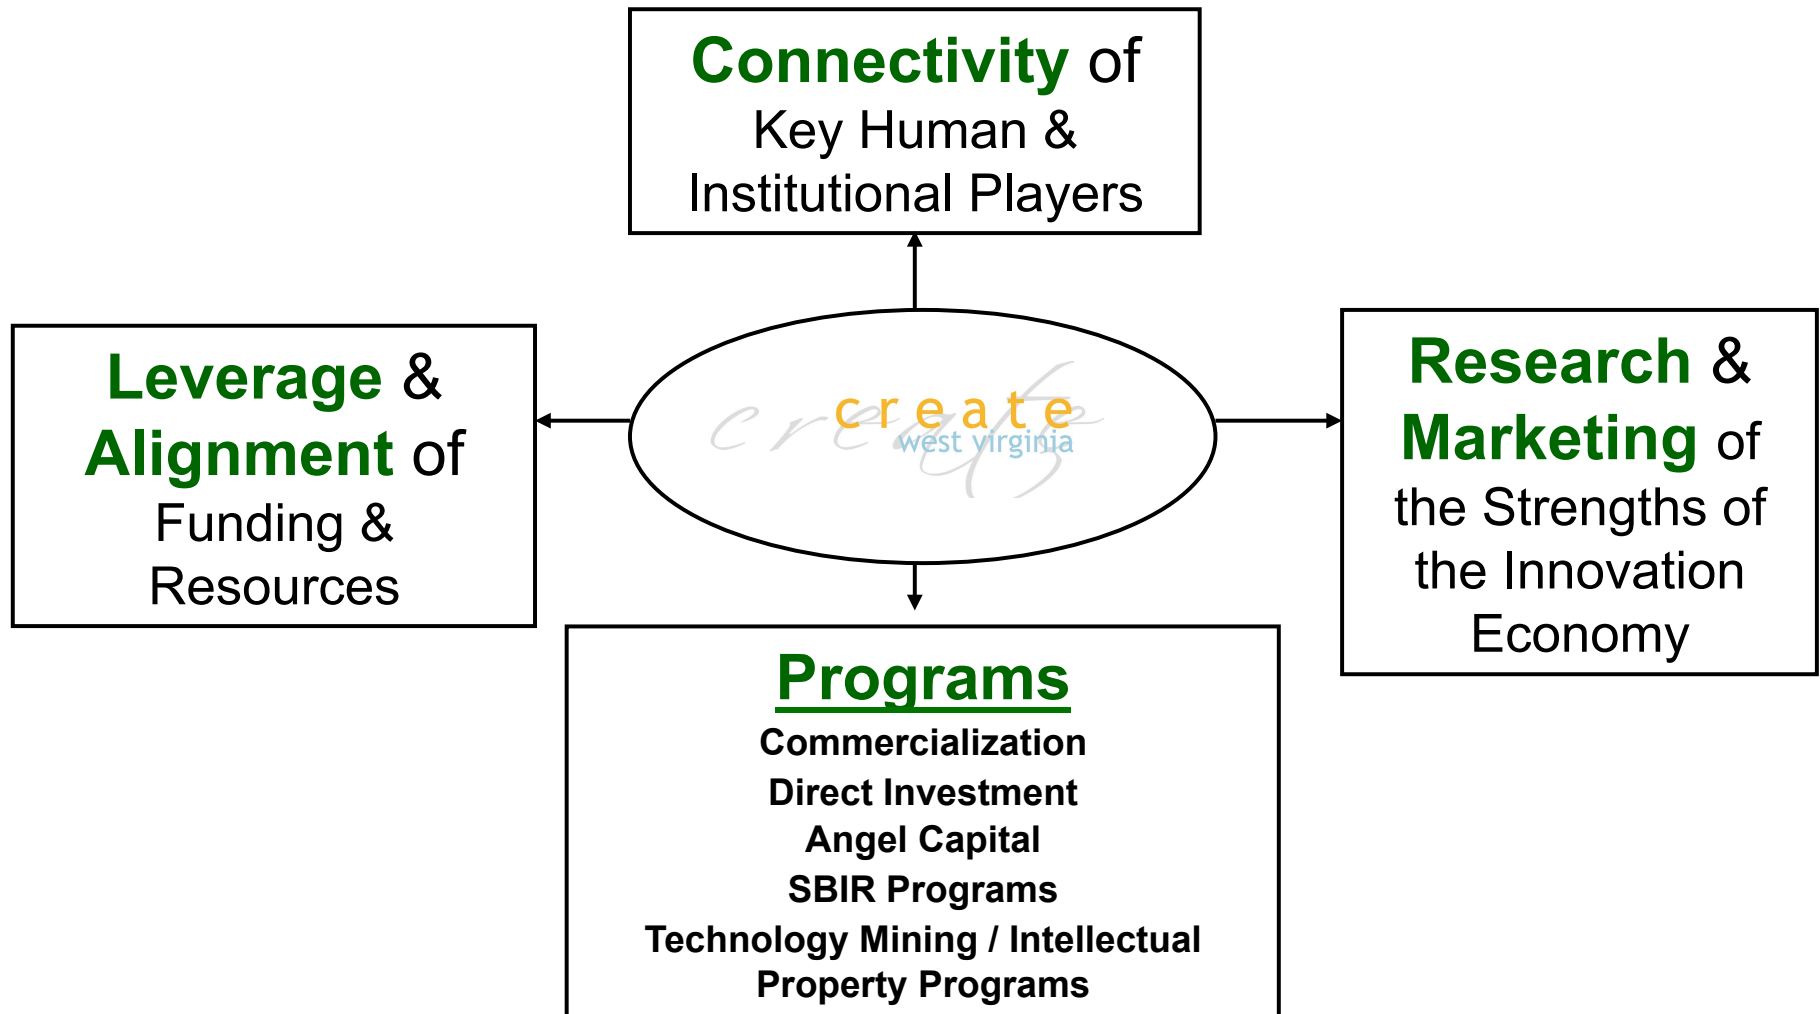 Connectivity of
Key Human &
Institutional Players
Leverage &
Alignment of
Funding &
Resources
create
create
west virginia
Research &
Marketing of
the Strengths of
the Innovation
Economy
Programs
Commercialization
Direct Investment
Angel Capital
SBIR Programs
Technology Mining / Intellectual
Property Programs